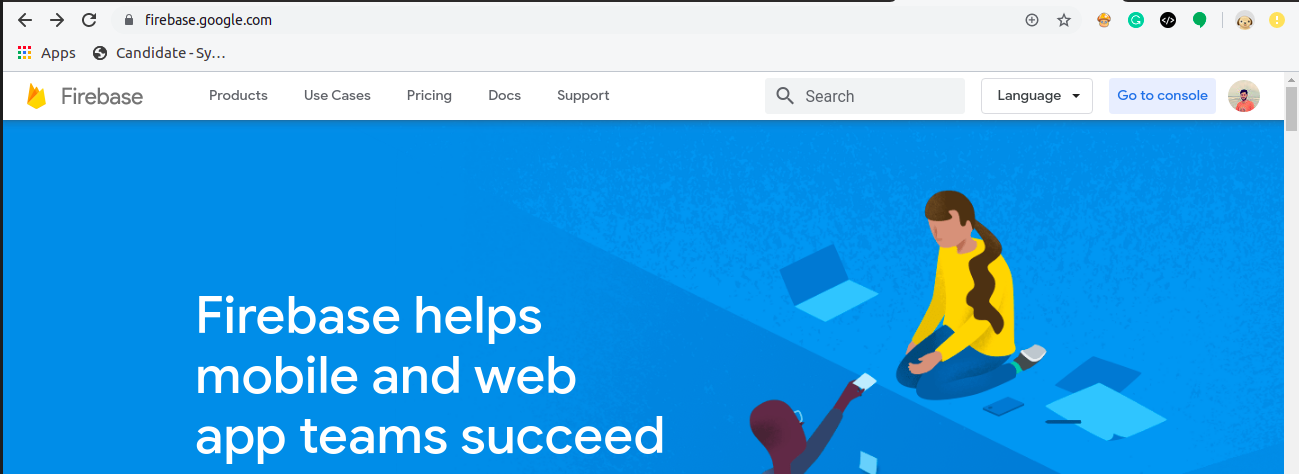 firebase.google.com
Apps Candidate - Sy...
Firebase Products Use Cases Pricing Docs Support Search Language Go to console
Firebase helps
mobile and web
app teams succeed